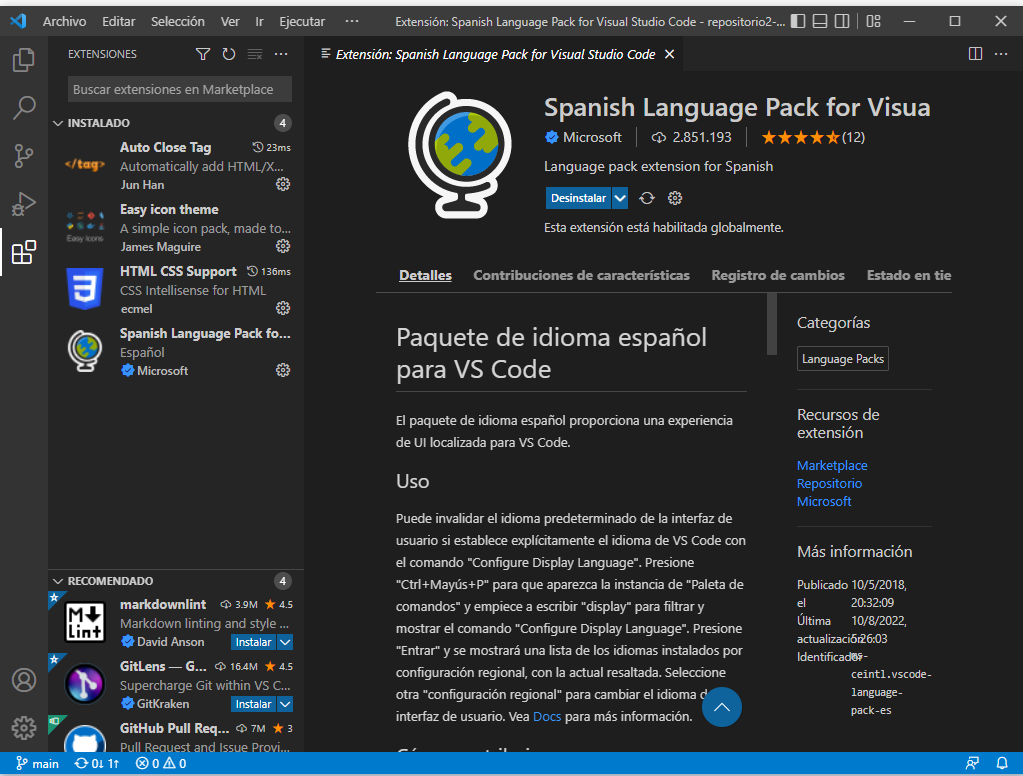 Archivo Editar Selección Ver Ir Ejecutar ··· Extensión: Spanish Language Pack for Visual Studio Code - repositorio2-...
EXTENSIONES
Buscar extensiones en Marketplace
INSTALADO 4
Auto Close Tag 23ms
</tag> Automatically add HTML/X...
Jun Han
Easy icon theme
A simple icon pack, made to...
Easy Icons James Maguire
HTML CSS Support 136ms
CSS Intellisense for HTML
ecmel
Spanish Language Pack fo...
Español
Microsoft
RECOMENDADO 4
markdownlint 3.9M 4.5
Markdown linting and style ...
M Lint David Anson Instalar
GitLens — G... 16.4M 4.5
Supercharge Git within VS C...
GitKraken Instalar
GitHub Pull Req... 7M 3
Pull Request and Issue Provi...
Extensión: Spanish Language Pack for Visual Studio Code
Spanish Language Pack for Visua
Microsoft 2.851.193 (12)
Language pack extension for Spanish
Desinstalar
Esta extensión está habilitada globalmente.
Detalles Contribuciones de características Registro de cambios Estado en tie
Paquete de idioma español
para VS Code
El paquete de idioma español proporciona una experiencia
de UI localizada para VS Code.
Uso
Puede invalidar el idioma predeterminado de la interfaz de
usuario si establece explícitamente el idioma de VS Code con
el comando "Configure Display Language". Presione
"Ctrl+Mayús+P" para que aparezca la instancia de "Paleta de
comandos" y empiece a escribir "display" para filtrar y
mostrar el comando "Configure Display Language". Presione
"Entrar" y se mostrará una lista de los idiomas instalados por
configuración regional, con la actual resaltada. Seleccione
otra "configuración regional" para cambiar el idioma de
interfaz de usuario. Vea Docs para más información.
Categorías
Language Packs
Recursos de
extensión
Marketplace
Repositorio
Microsoft
Más información
Publicado 10/5/2018,
el 20:32:09
Última 10/8/2022,
actualización 5:26:03
Identificador ms-
ceintl.vscode-
language-
pack-es
main 0↓ 1↑ 0 0